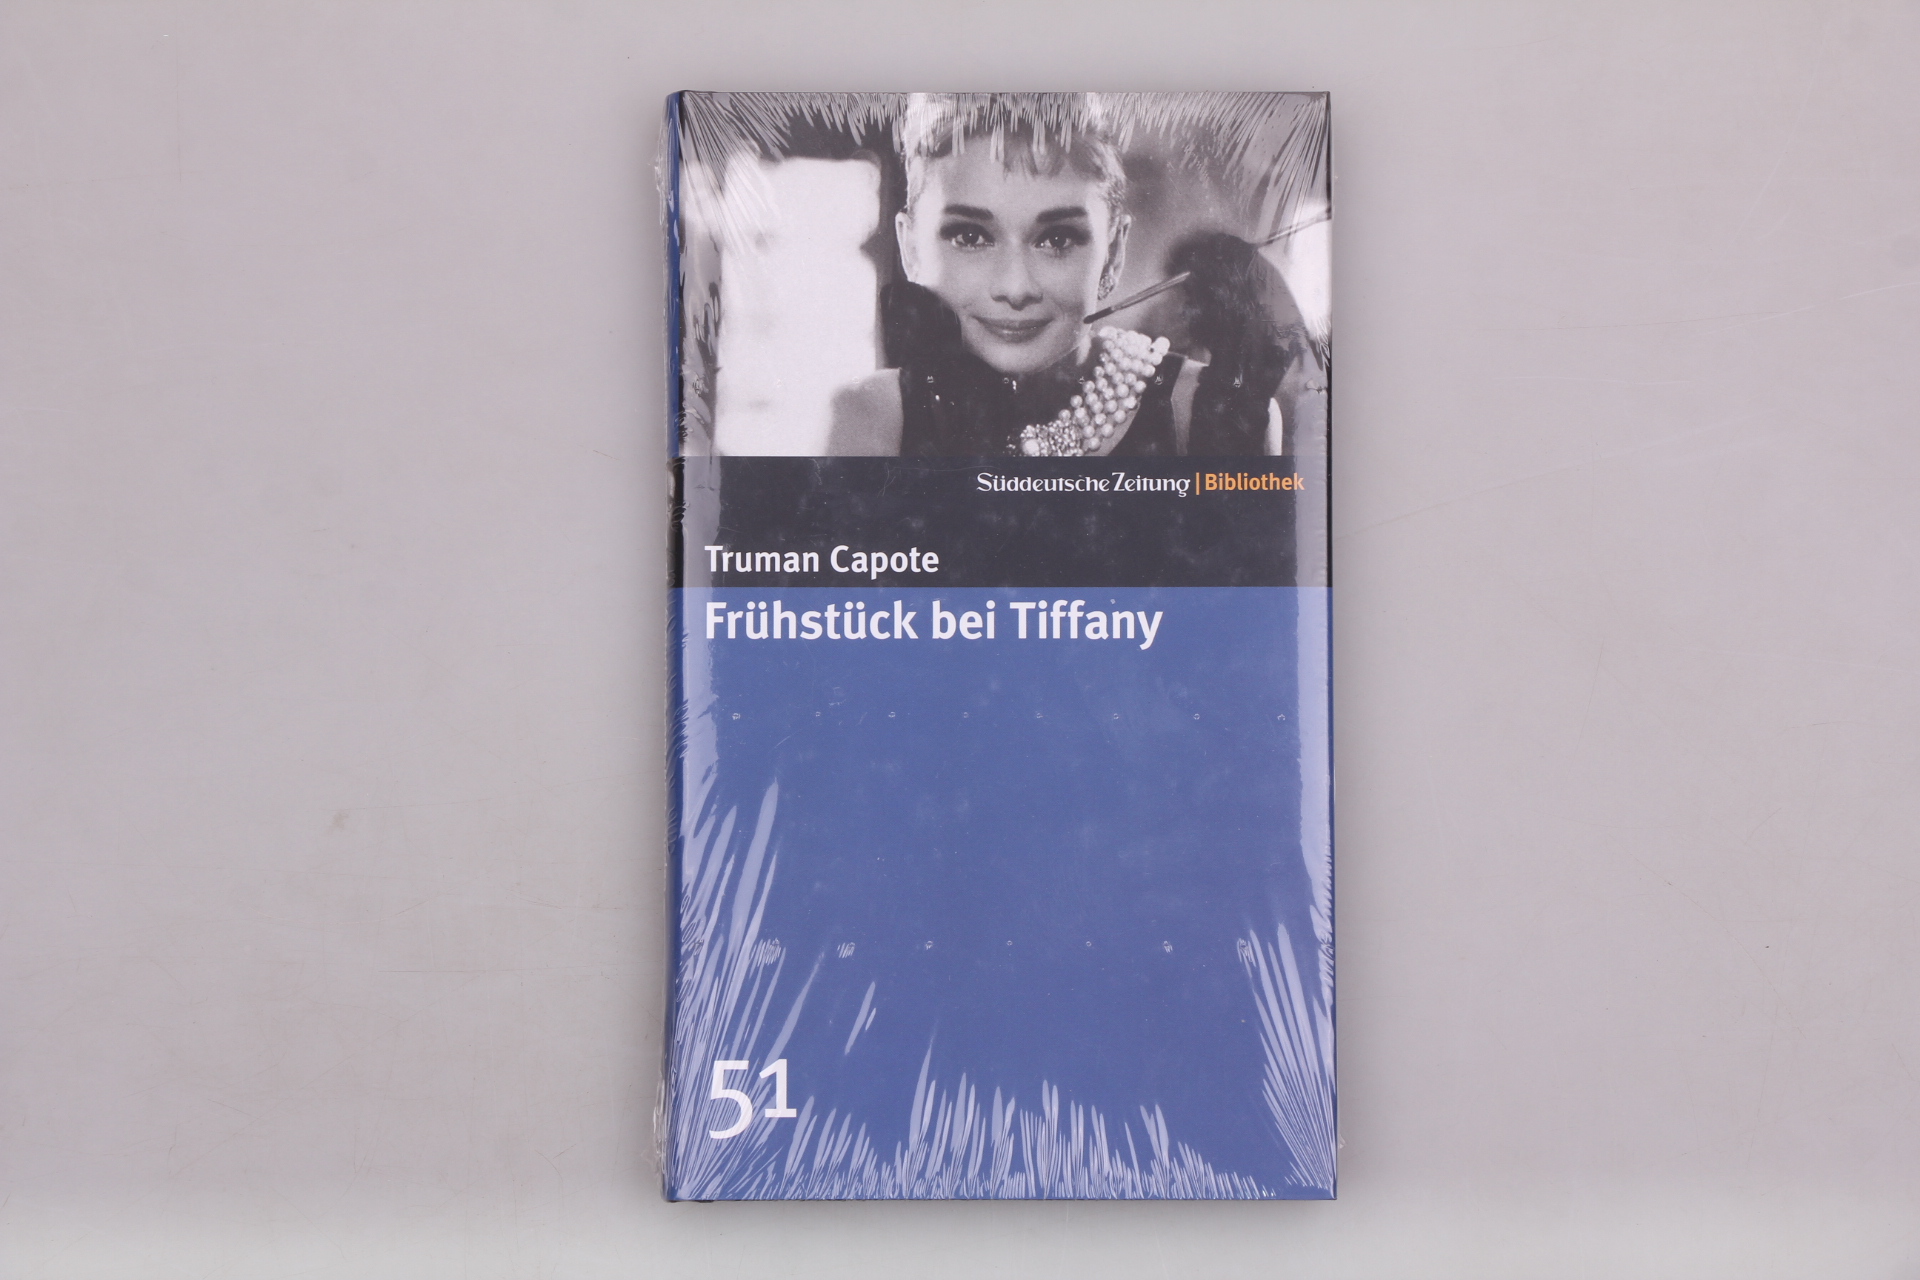 Süddeutsche Zeitung | Bibliothek
Truman Capote
Frühstück bei Tiffany
51